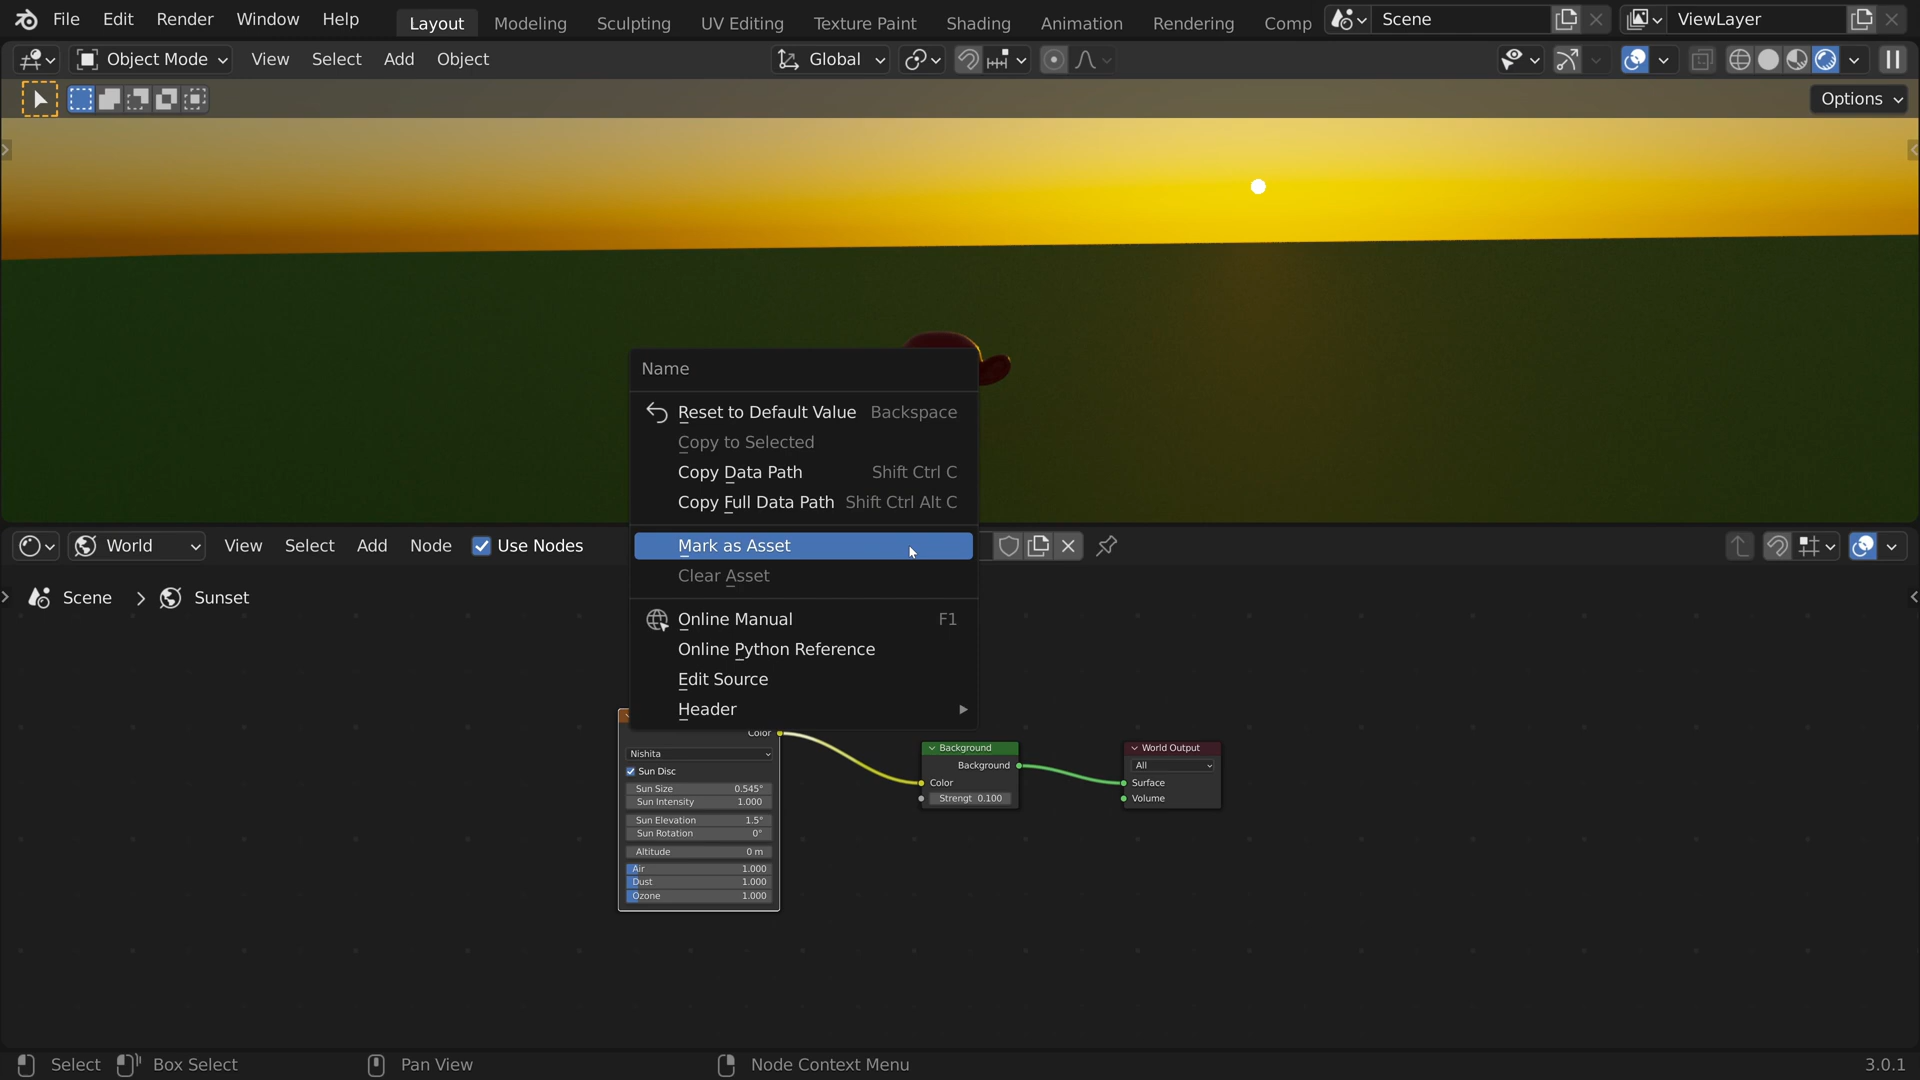 File Edit Render Window Help Layout Modeling Sculpting UV Editing Texture Paint Shading Animation Rendering Comp Scene ViewLayer
Object Mode View Select Add Object Global
Options
Name
Reset to Default Value Backspace
Copy to Selected
Copy Data Path Shift Ctrl C
Copy Full Data Path Shift Ctrl Alt C
World View Select Add Node Use Nodes
Mark as Asset
Clear Asset
Scene Sunset
Online Manual F1
Online Python Reference
Edit Source
Header
Color
Nishita
Sun Disc
Sun Size 0.545°
Sun Intensity 1.000
Sun Elevation 1.5°
Sun Rotation 0°
Altitude 0 m
Air 1.000
Dust 1.000
Ozone 1.000
Background
Background
Color
Strengt 0.100
World Output
All
Surface
Volume
Select Box Select Pan View Node Context Menu 3.0.1